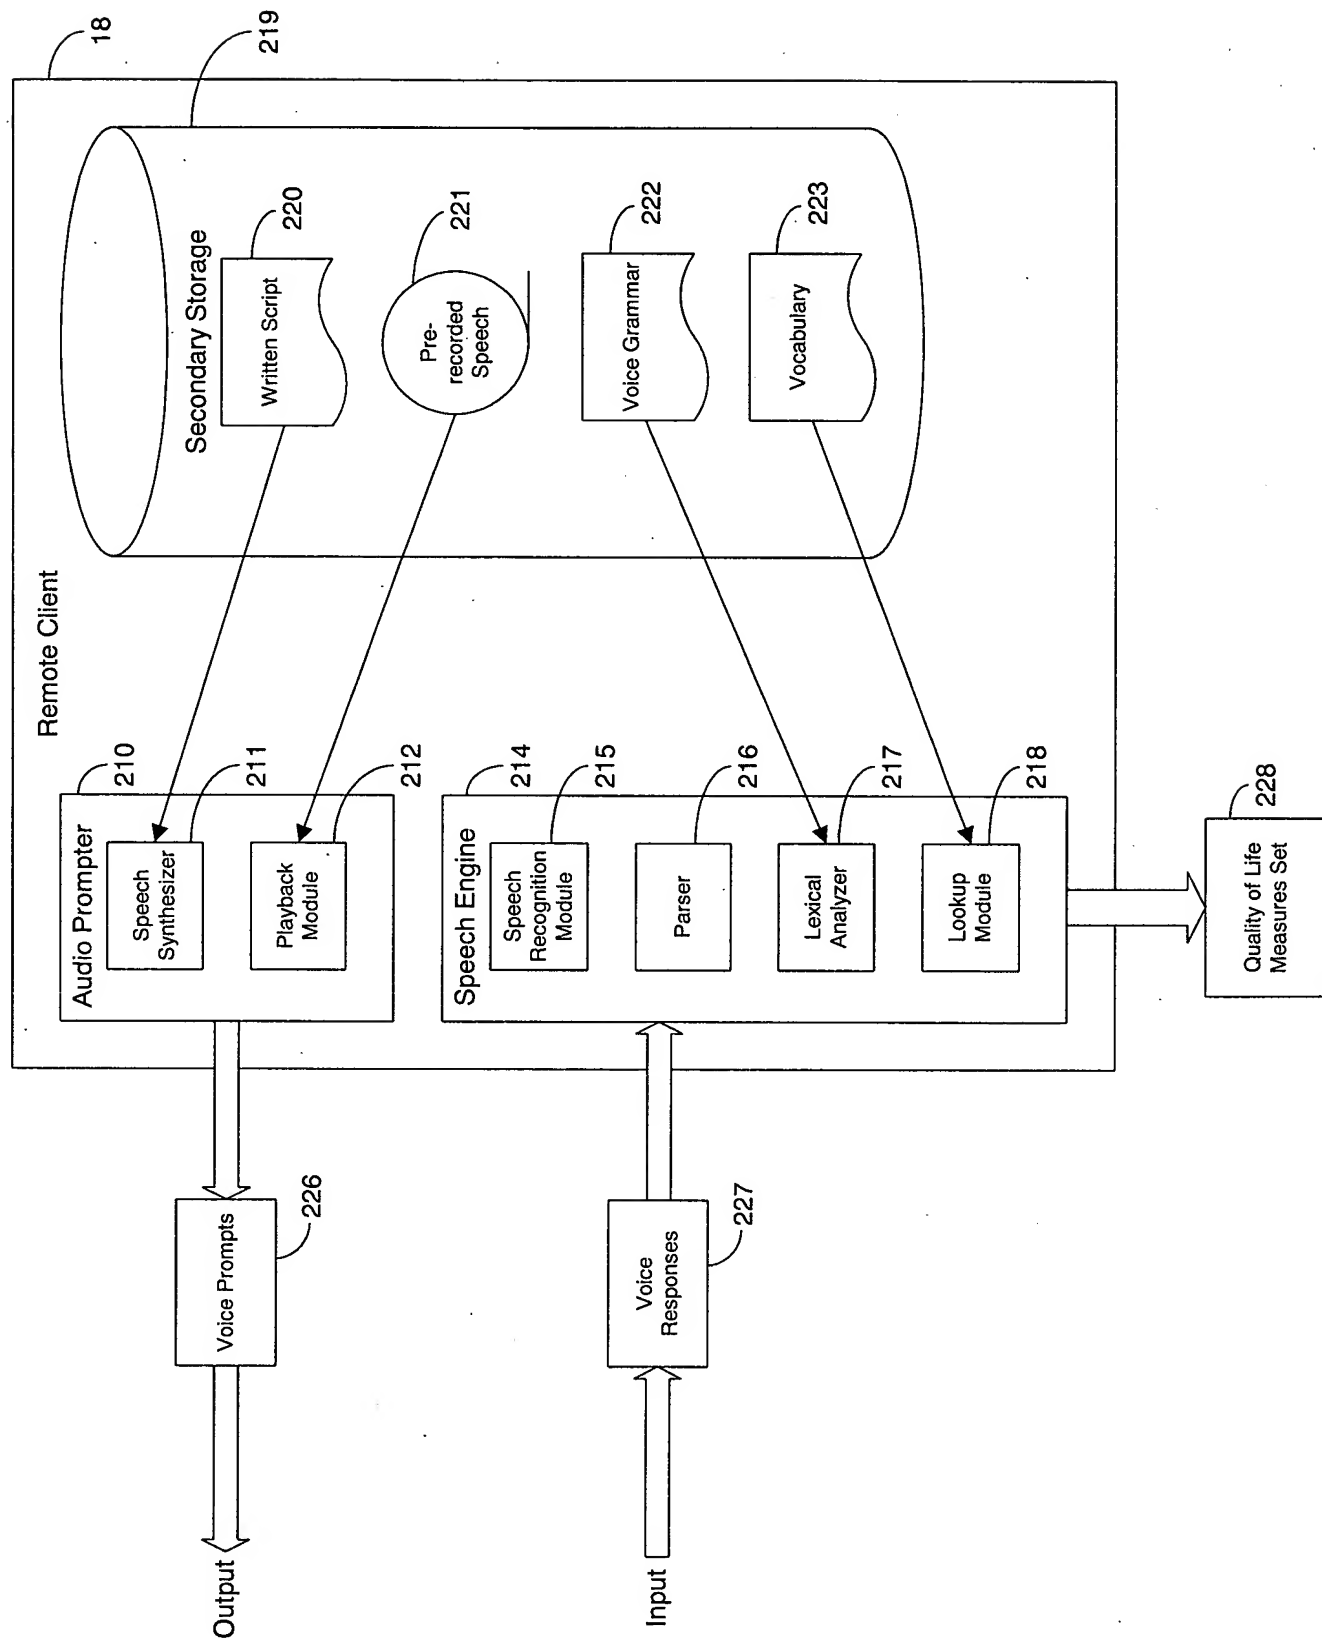 18
Remote Client
219
Secondary Storage
Written Script
220
Pre-
recorded
Speech
221
Voice Grammar
222
Vocabulary
223
210
Audio Prompter
Speech
Synthesizer
211
Playback
Module
212
214
Speech Engine
Speech
Recognition
Module
215
Parser
216
Lexical
Analyzer
217
Lookup
Module
218
Output
Voice Prompts
226
Input
Voice
Responses
227
Quality of Life
Measures Set
228